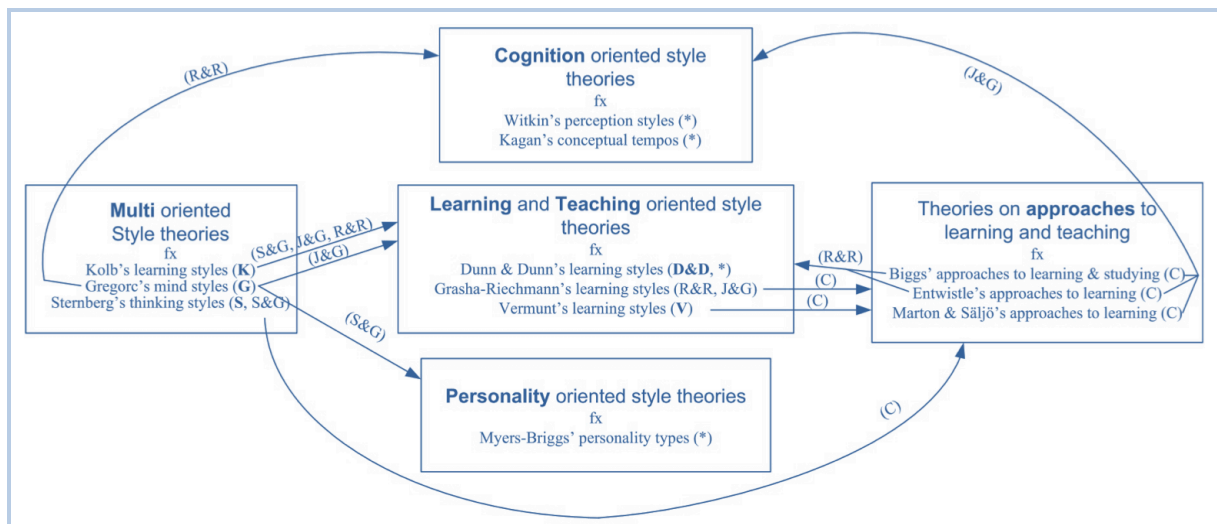 Cognition oriented style
theories
fx
Witkin's perception styles (*)
Kagan's conceptual tempos (*)
(R&R)
(J&G)
Multi oriented
Style theories
fx
Kolb's learning styles (K)
Gregorc's mind styles (G)
Sternberg's thinking styles (S, S&G)
(S&G, J&G, R&R)
(J&G)
(S&G)
Learning and Teaching oriented style
theories
fx
Dunn & Dunn's learning styles (D&D, *)
Grasha-Riechmann's learning styles (R&R, J&G)
Vermunt's learning styles (V)
(R&R)
(C)
(C)
Theories on approaches to
learning and teaching
fx
Biggs' approaches to learning & studying (C)
Entwistle's approaches to learning (C)
Marton & Säljö's approaches to learning (C)
Personality oriented style theories
fx
Myers-Briggs' personality types (*)
(C)